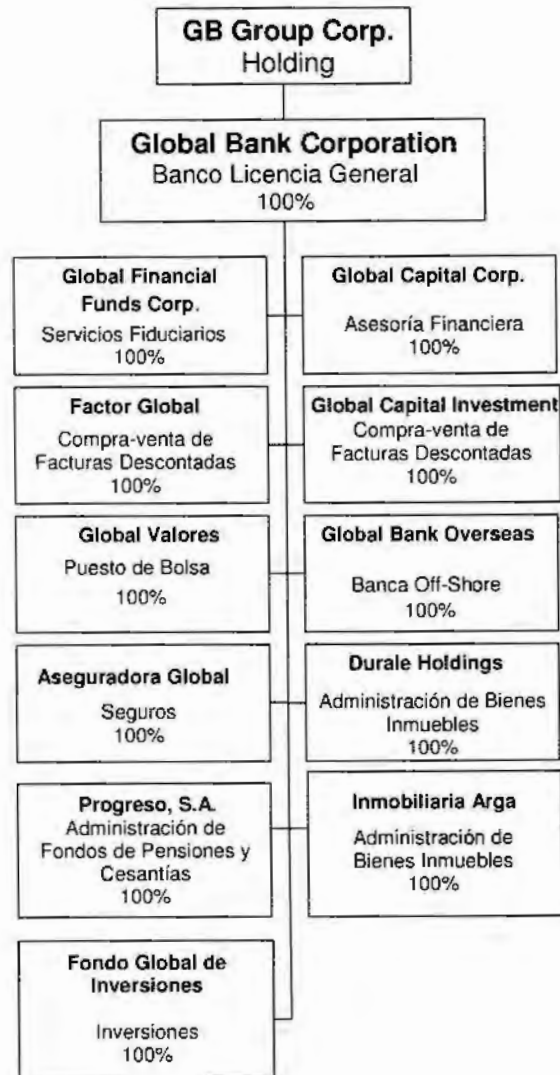 GB Group Corp.
Holding
Global Bank Corporation
Banco Licencia General
100%
Global Financial
Funds Corp.
Servicios Fiduciarios
100%
Global Capital Corp.
Asesoría Financiera
100%
Factor Global
Compra-venta de
Facturas Descontadas
100%
Global Capital Investment
Compra-venta de
Facturas Descontadas
100%
Global Valores
Puesto de Bolsa
100%
Global Bank Overseas
Banca Off-Shore
100%
Aseguradora Global
Seguros
100%
Durale Holdings
Administración de Bienes
Inmuebles
100%
Progreso, S.A.
Administración de
Fondos de Pensiones y
Cesantías
100%
Inmobiliaria Arga
Administración de
Bienes Inmuebles
100%
Fondo Global de
Inversiones
Inversiones
100%